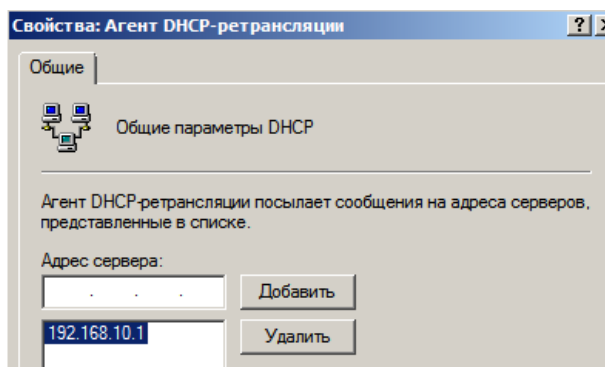 Свойства: Агент DHCP-ретрансляции
Общие
Общие параметры DHCP
Агент DHCP-ретрансляции посылает сообщения на адреса серверов,
представленные в списке.
Адрес сервера:
. . .
Добавить
192.168.10.1
Удалить